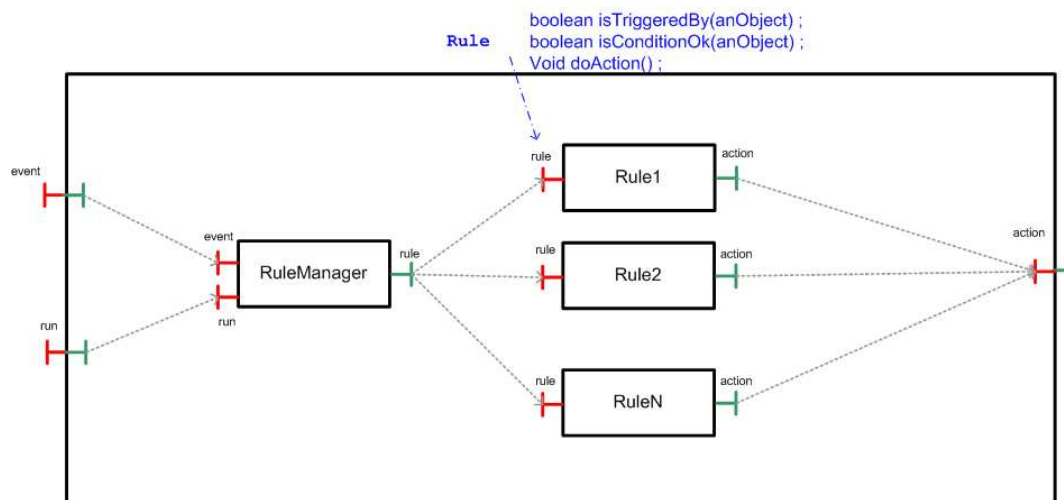 boolean isTriggeredBy(anObject) ;
Rule
boolean isConditionOk(anObject) ;
Void doAction() ;
rule
action
event
Rule1
event
rule
rule
action
action
RuleManager
Rule2
run
run
rule
action
RuleN